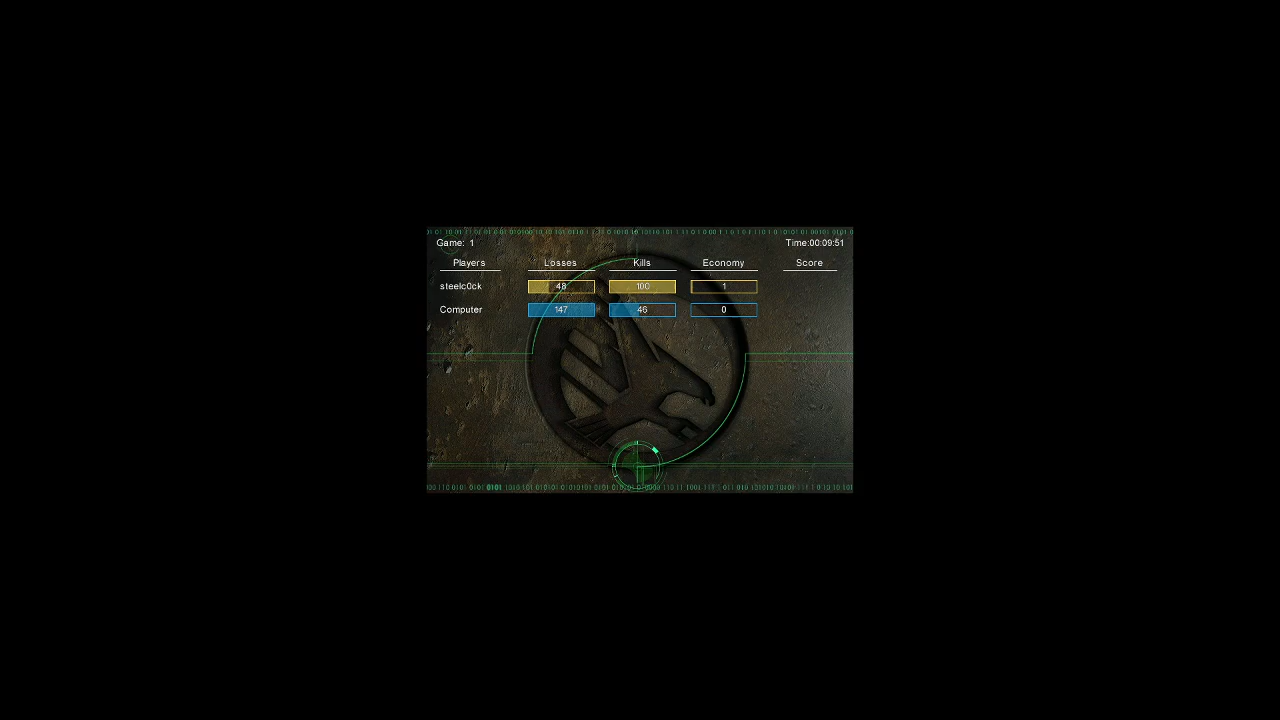 Game: 1 Time:00:09:51
Players Losses Kills Economy Score
steelc0ck 48 100 1
Computer 147 46 0